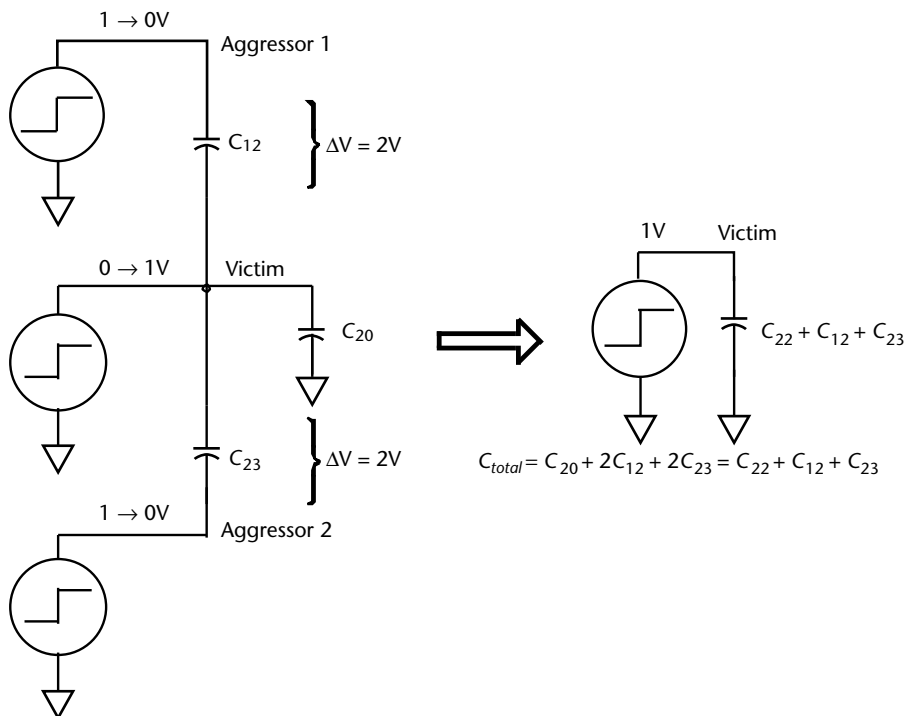 1 → 0V
Aggressor 1
C12
ΔV = 2V
0 → 1V
Victim
C20
C23
ΔV = 2V
1 → 0V
Aggressor 2
1V
Victim
C22 + C12 + C23
Ctotal = C20 + 2C12 + 2C23 = C22 + C12 + C23